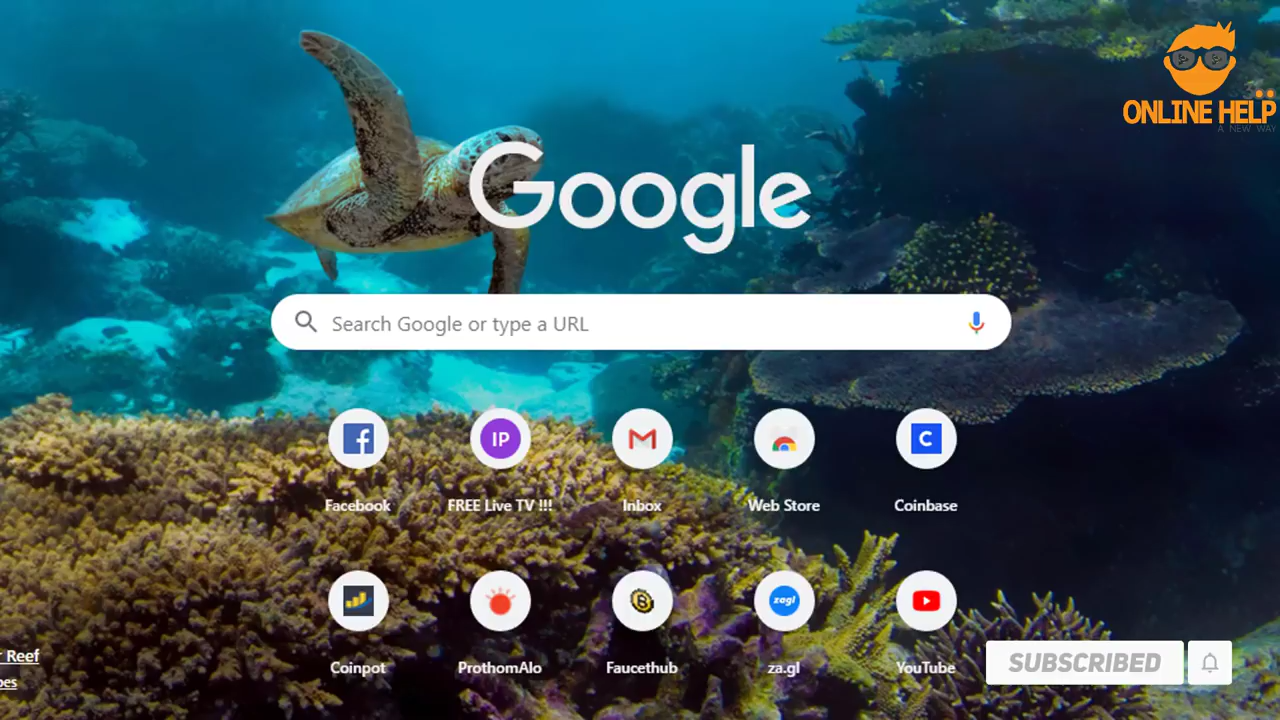 ONLINE HELP
A NEW WAY
Google
Search Google or type a URL
IP
C
Facebook
FREE Live TV !!!
Inbox
Web Store
Coinbase
zagl
Coinpot
ProthomAlo
Faucethub
za.gl
YouTube
Reef
SUBSCRIBED